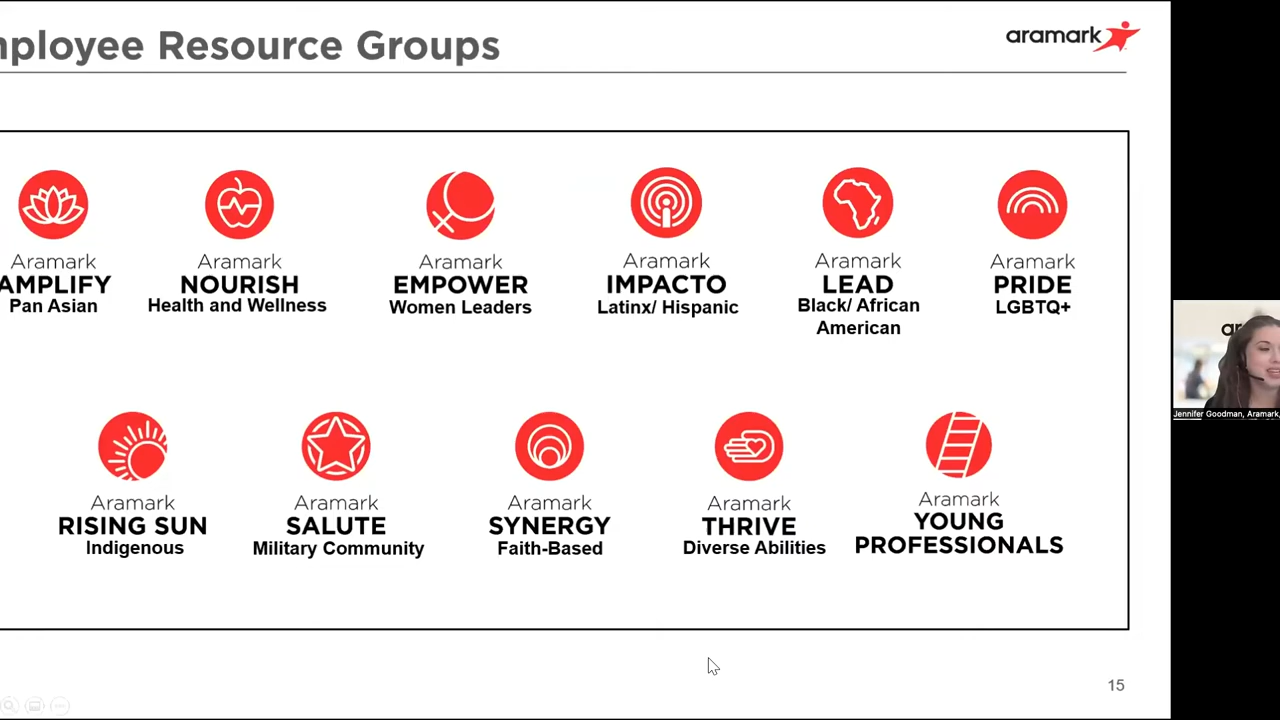 mployee Resource Groups
aramark
Aramark
AMPLIFY
Pan Asian
Aramark
NOURISH
Health and Wellness
Aramark
EMPOWER
Women Leaders
Aramark
IMPACTO
Latinx/ Hispanic
Aramark
LEAD
Black/ African
American
Aramark
PRIDE
LGBTQ+
Aramark
RISING SUN
Indigenous
Aramark
SALUTE
Military Community
Aramark
SYNERGY
Faith-Based
Aramark
THRIVE
Diverse Abilities
Aramark
YOUNG
PROFESSIONALS
ar
Jennifer Goodman, Aramark,
15